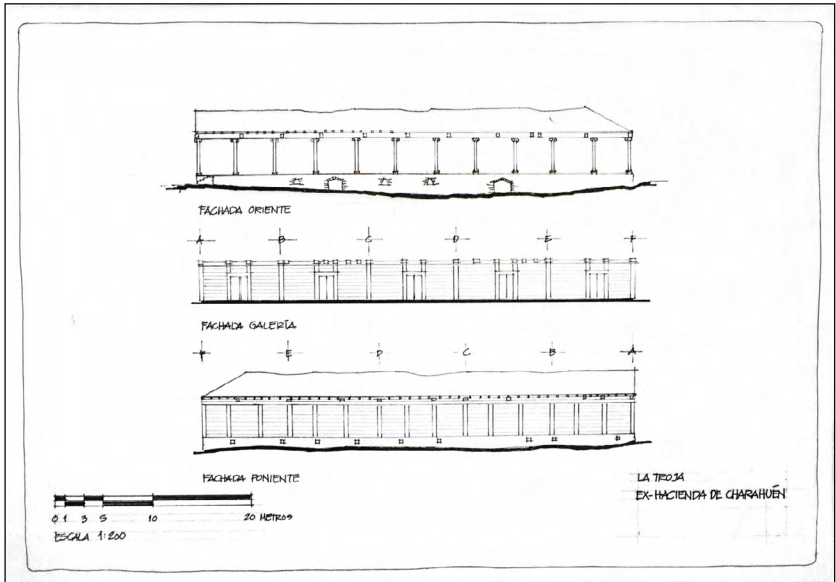 FACHADA ORIENTE
A B C D E F
FACHADA GALERÍA
F E D C B A
FACHADA PONIENTE
LA TROJA
EX-HACIENDA DE CHARAHUÉN
0 1 3 5 10 20 METROS
ESCALA 1:200